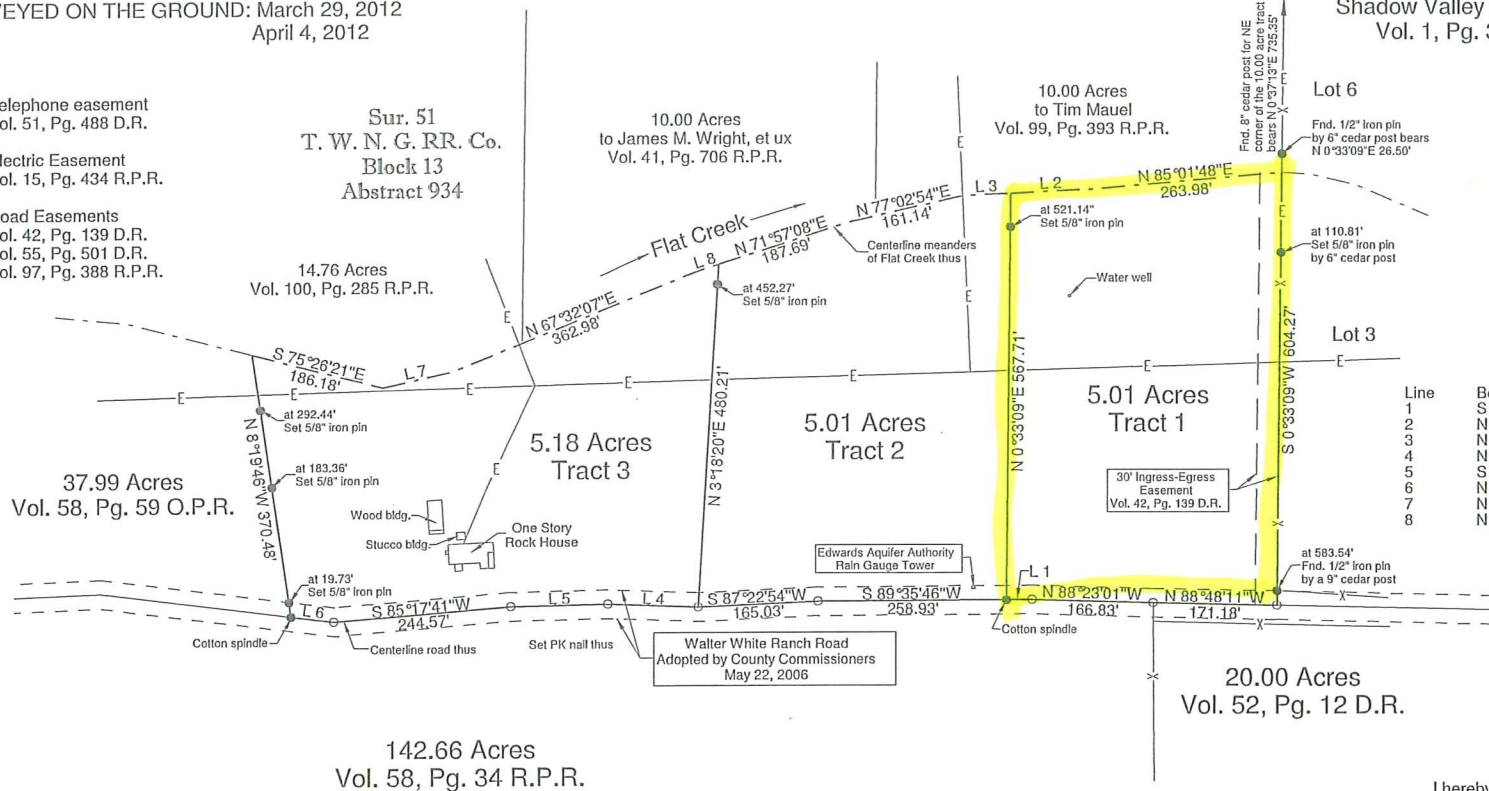 VEYED ON THE GROUND: March 29, 2012
April 4, 2012
elephone easement
ol. 51, Pg. 488 D.R.
lectric Easement
ol. 15, Pg. 434 R.P.R.
oad Easements
ol. 42, Pg. 139 D.R.
ol. 55, Pg. 501 D.R.
ol. 97, Pg. 388 R.P.R.
Sur. 51
T. W. N. G. RR. Co.
Block 13
Abstract 934
10.00 Acres
to James M. Wright, et ux
Vol. 41, Pg. 706 R.P.R.
10.00 Acres
to Tim Mauel
Vol. 99, Pg. 393 R.P.R.
Fnd. 8" cedar post for NE
corner of the 10.00 acre tract
bears N 0°37'13"E 735.35'
Shadow Valley
Vol. 1, Pg. 3
Lot 6
Fnd. 1/2" iron pin
by 6" cedar post bears
N 0°33'09"E 26.50'
14.76 Acres
Vol. 100, Pg. 285 R.P.R.
Flat Creek
L 8
N 71°57'08"E
187.69'
N 77°02'54"E
161.14'
L 3
L 2
N 85°01'48"E
263.98'
Centerline meanders
of Flat Creek thus
at 521.14"
Set 5/8" iron pin
at 110.81'
Set 5/8" iron pin
by 6" cedar post
Water well
at 452.27'
Set 5/8" iron pin
N 67°32'07"E
362.98'
S 75°26'21"E
186.18'
L 7
E
E
E
E
E
E
E
E
E
E
E
E
E
Lot 3
at 292.44'
Set 5/8" iron pin
N 8°19'46"W 370.48'
at 183.36'
Set 5/8" iron pin
37.99 Acres
Vol. 58, Pg. 59 O.P.R.
5.18 Acres
Tract 3
N 3°18'20"E 480.21'
5.01 Acres
Tract 2
N 0°33'09"E 567.71'
5.01 Acres
Tract 1
S 0°33'09"W 604.27'
30' Ingress-Egress
Easement
Vol. 42, Pg. 139 D.R.
Line
Be
1
S
2
N
3
N
4
N
5
S
6
N
7
N
8
N
Wood bldg.
Stucco bldg.
One Story
Rock House
Edwards Aquifer Authority
Rain Gauge Tower
at 583.54'
Fnd. 1/2" iron pin
by a 9" cedar post
at 19.73'
Set 5/8" iron pin
L 6
S 85°17'41"W
244.57'
L 5
L 4
S 87°22'54"W
165.03'
S 89°35'46"W
258.93'
L 1
N 88°23'01"W
166.83'
N 88°48'11"W
171.18'
Cotton spindle
Centerline road thus
Set PK nail thus
Walter White Ranch Road
Adopted by County Commissioners
May 22, 2006
Cotton spindle
20.00 Acres
Vol. 52, Pg. 12 D.R.
142.66 Acres
Vol. 58, Pg. 34 R.P.R.
I hereby